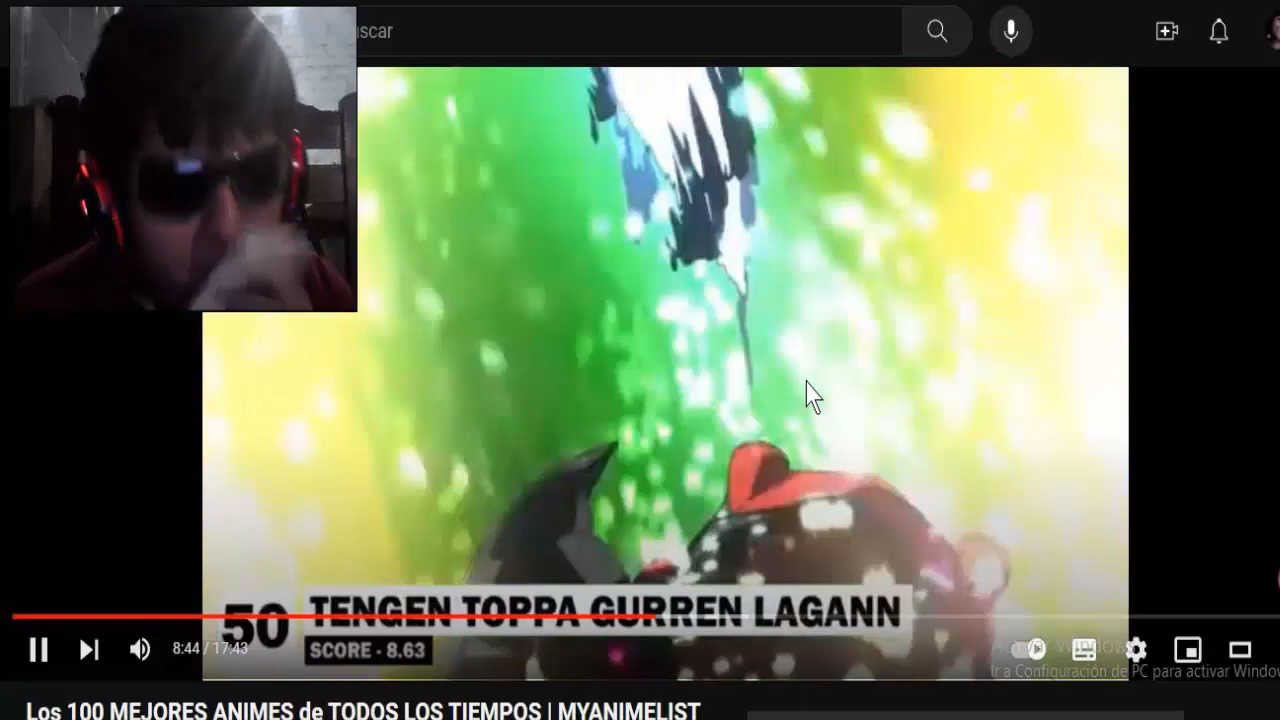 uscar
50 TENGEN TOPPA GURREN LAGANN
SCORE - 8.63
8:44 / 17:43
Ir a Configuración de PC para activar Window
Los 100 MEJORES ANIMES de TODOS LOS TIEMPOS | MYANIMELIST